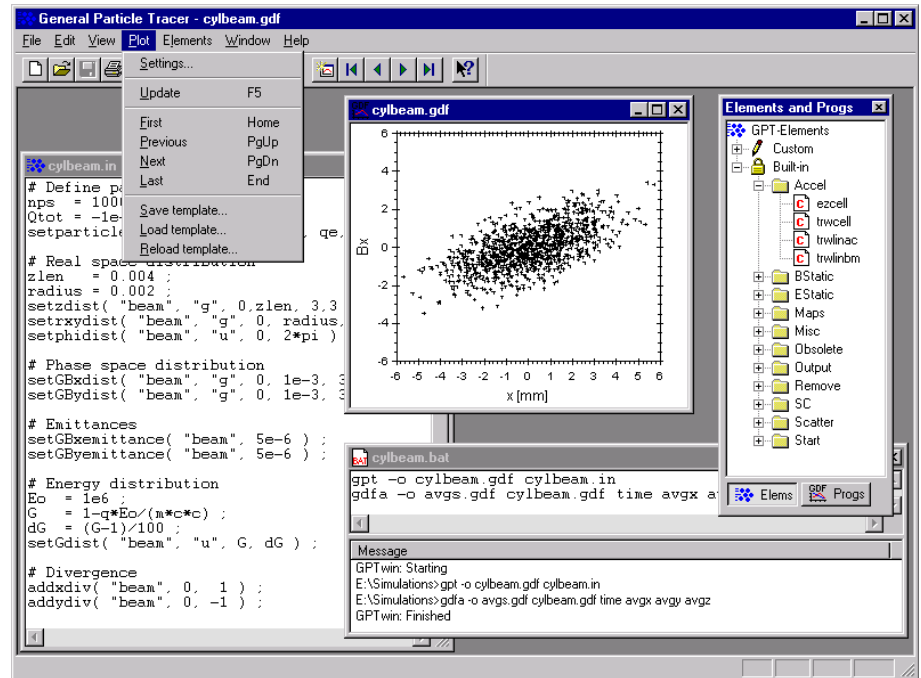 General Particle Tracer - cylbeam.gdf
File Edit View Plot Elements Window Help
Settings...
Update F5
First Home
Previous PgUp
Next PgDn
Last End
Save template...
Load template...
Reload template...
cylbeam.in
# Define pa
nps = 1000
Qtot = -1e-
setparticle , qe,
# Real space distribution
zlen = 0.004 ;
radius = 0.002 ;
setzdist( "beam", "g", 0,zlen, 3,3
setrxydist( "beam", "g", 0, radius,
setphidist( "beam", "u", 0, 2*pi )
# Phase space distribution
setGBxdist( "beam", "g", 0, 1e-3, 3
setGBydist( "beam", "g", 0, 1e-3, 3
# Emittances
setGBxemittance( "beam", 5e-6 ) ;
setGByemittance( "beam", 5e-6 ) ;
# Energy distribution
Eo = 1e6 ;
G = 1-q*Eo/(m*c*c) ;
dG = (G-1)/100 ;
setGdist( "beam", "u", G, dG ) ;
# Divergence
addxdiv( "beam", 0, 1 ) ;
addydiv( "beam", 0, -1 ) ;
cylbeam.gdf
6
4
2
0
-2
-4
-6
Bx
-6 -5 -4 -3 -2 -1 0 1 2 3 4 5 6
x [mm]
Elements and Progs
GPT-Elements
Custom
Built-in
Accel
ezcell
trwcell
trwlinac
trwlinbm
BStatic
EStatic
Maps
Misc
Obsolete
Output
Remove
SC
Scatter
Start
Elems
GDF Progs
BAT cylbeam.bat
gpt -o cylbeam.gdf cylbeam.in
gdfa -o avgs.gdf cylbeam.gdf time avgx av
Message
GPTwin: Starting
E:\Simulations>gpt -o cylbeam.gdf cylbeam.in
E:\Simulations>gdfa -o avgs.gdf cylbeam.gdf time avgx avgy avgz
GPTwin: Finished